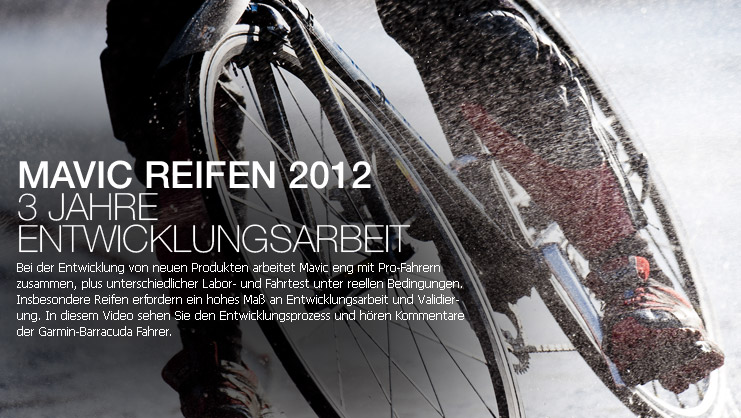 MAVIC REIFEN 2012
3 JAHRE
ENTWICKLUNGSARBEIT
Bei der Entwicklung von neuen Produkten arbeitet Mavic eng mit Pro-Fahrern
zusammen, plus unterschiedlicher Labor- und Fahrtest unter reellen Bedingungen.
Insbesondere Reifen erfordern ein hohes Maß an Entwicklungsarbeit und Validier-
ung. In diesem Video sehen Sie den Entwicklungsprozess und hören Kommentare
der Garmin-Barracuda Fahrer.